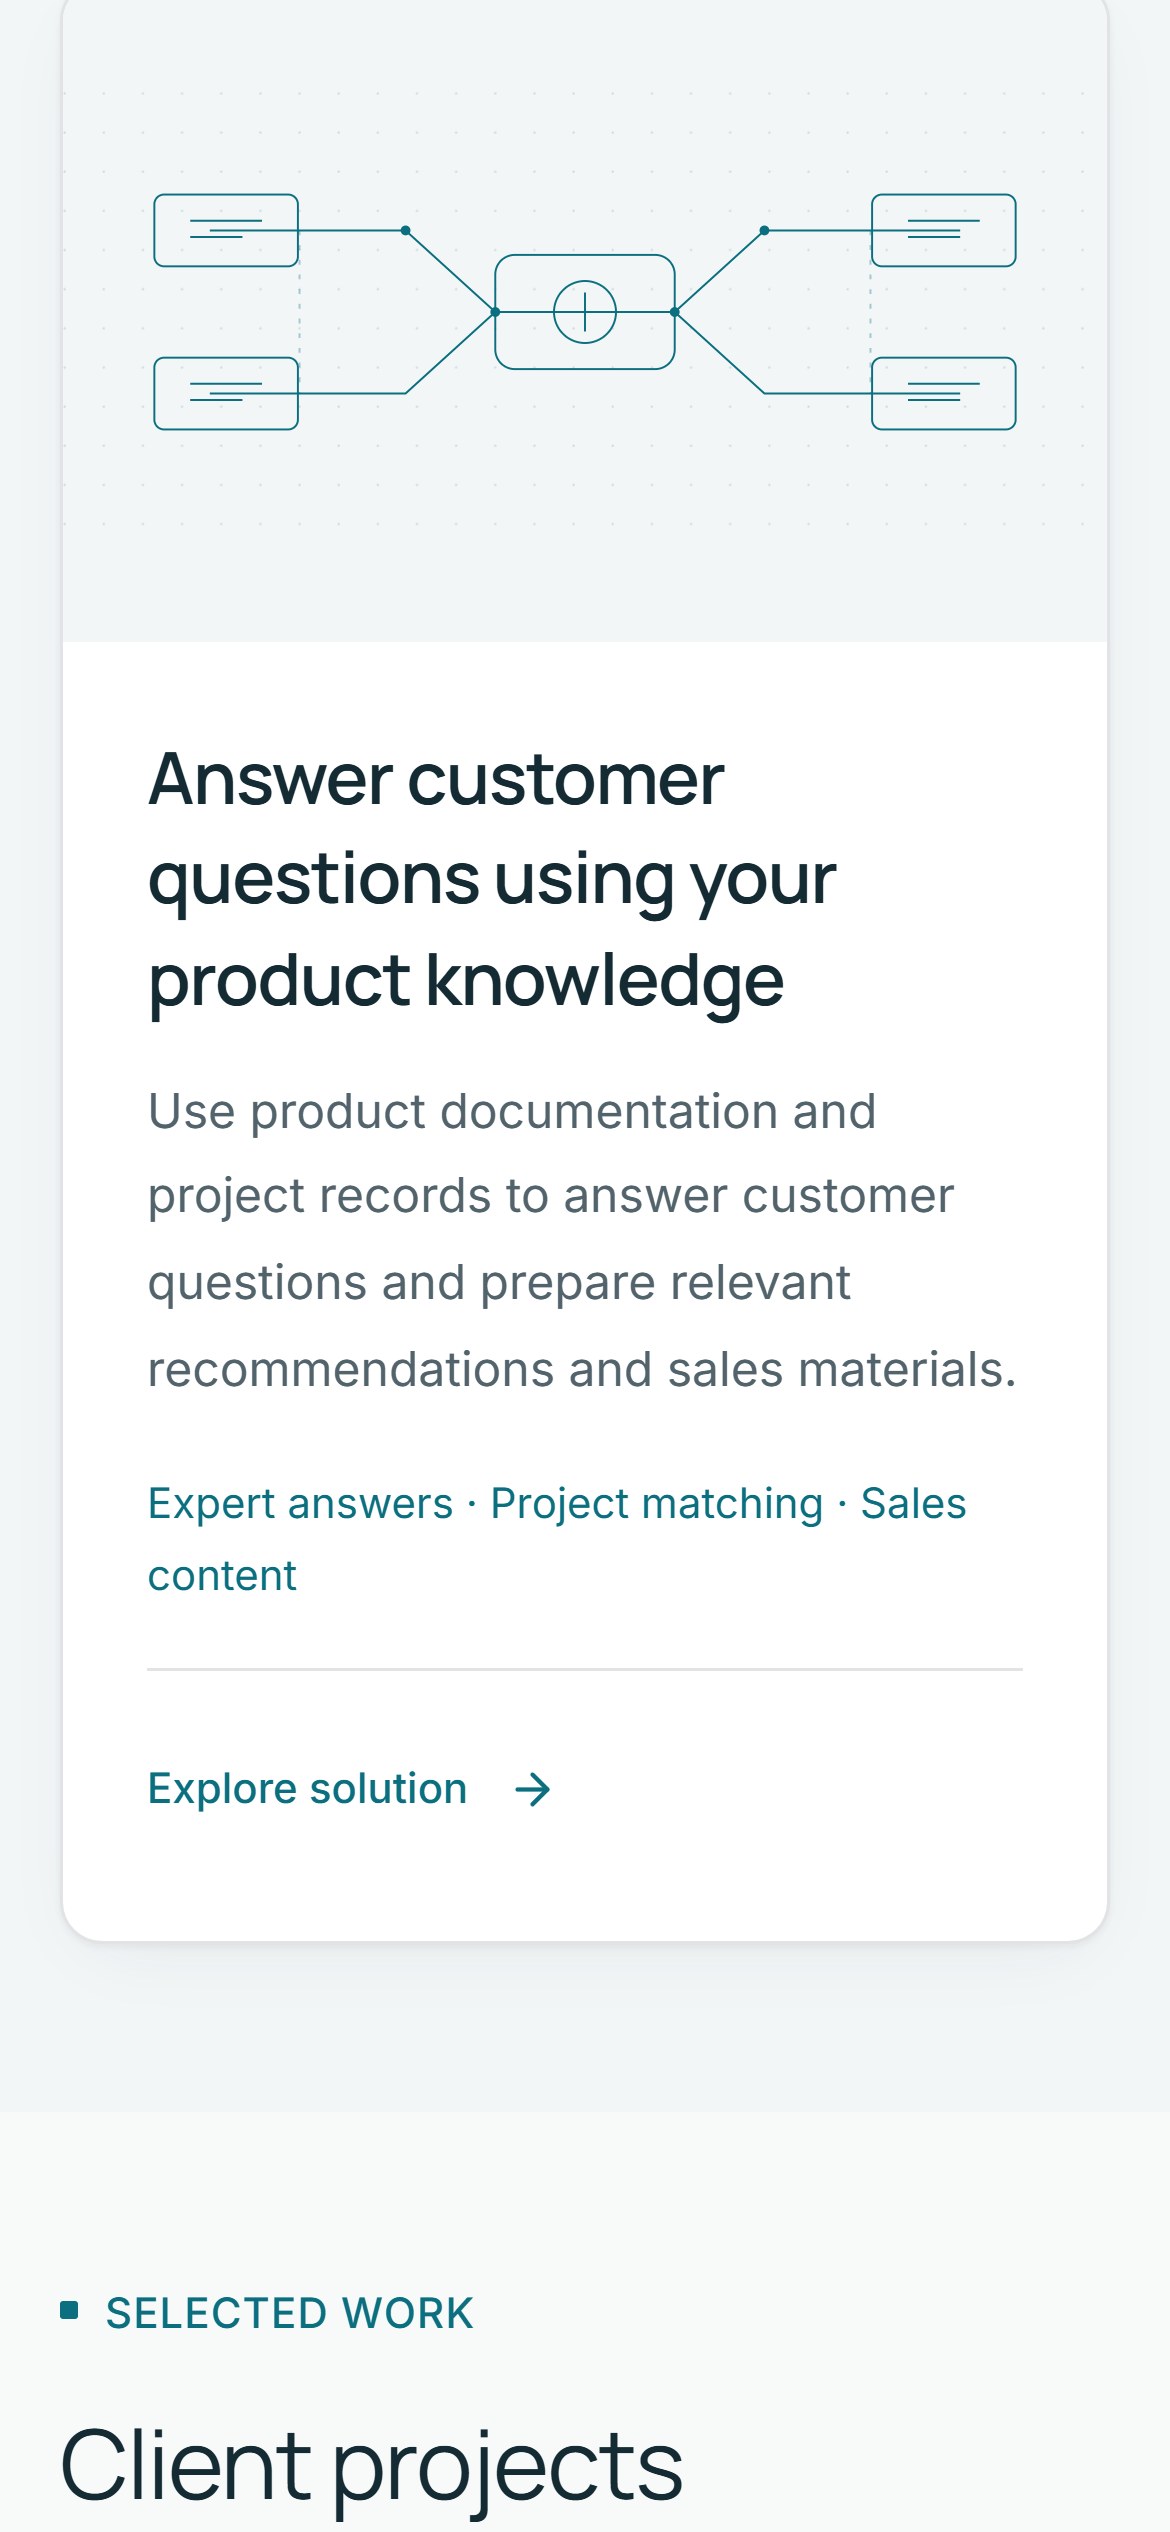 Answer customer
questions using your
product knowledge
Use product documentation and
project records to answer customer
questions and prepare relevant
recommendations and sales materials.
Expert answers · Project matching · Sales
content
Explore solution →
SELECTED WORK
Client projects